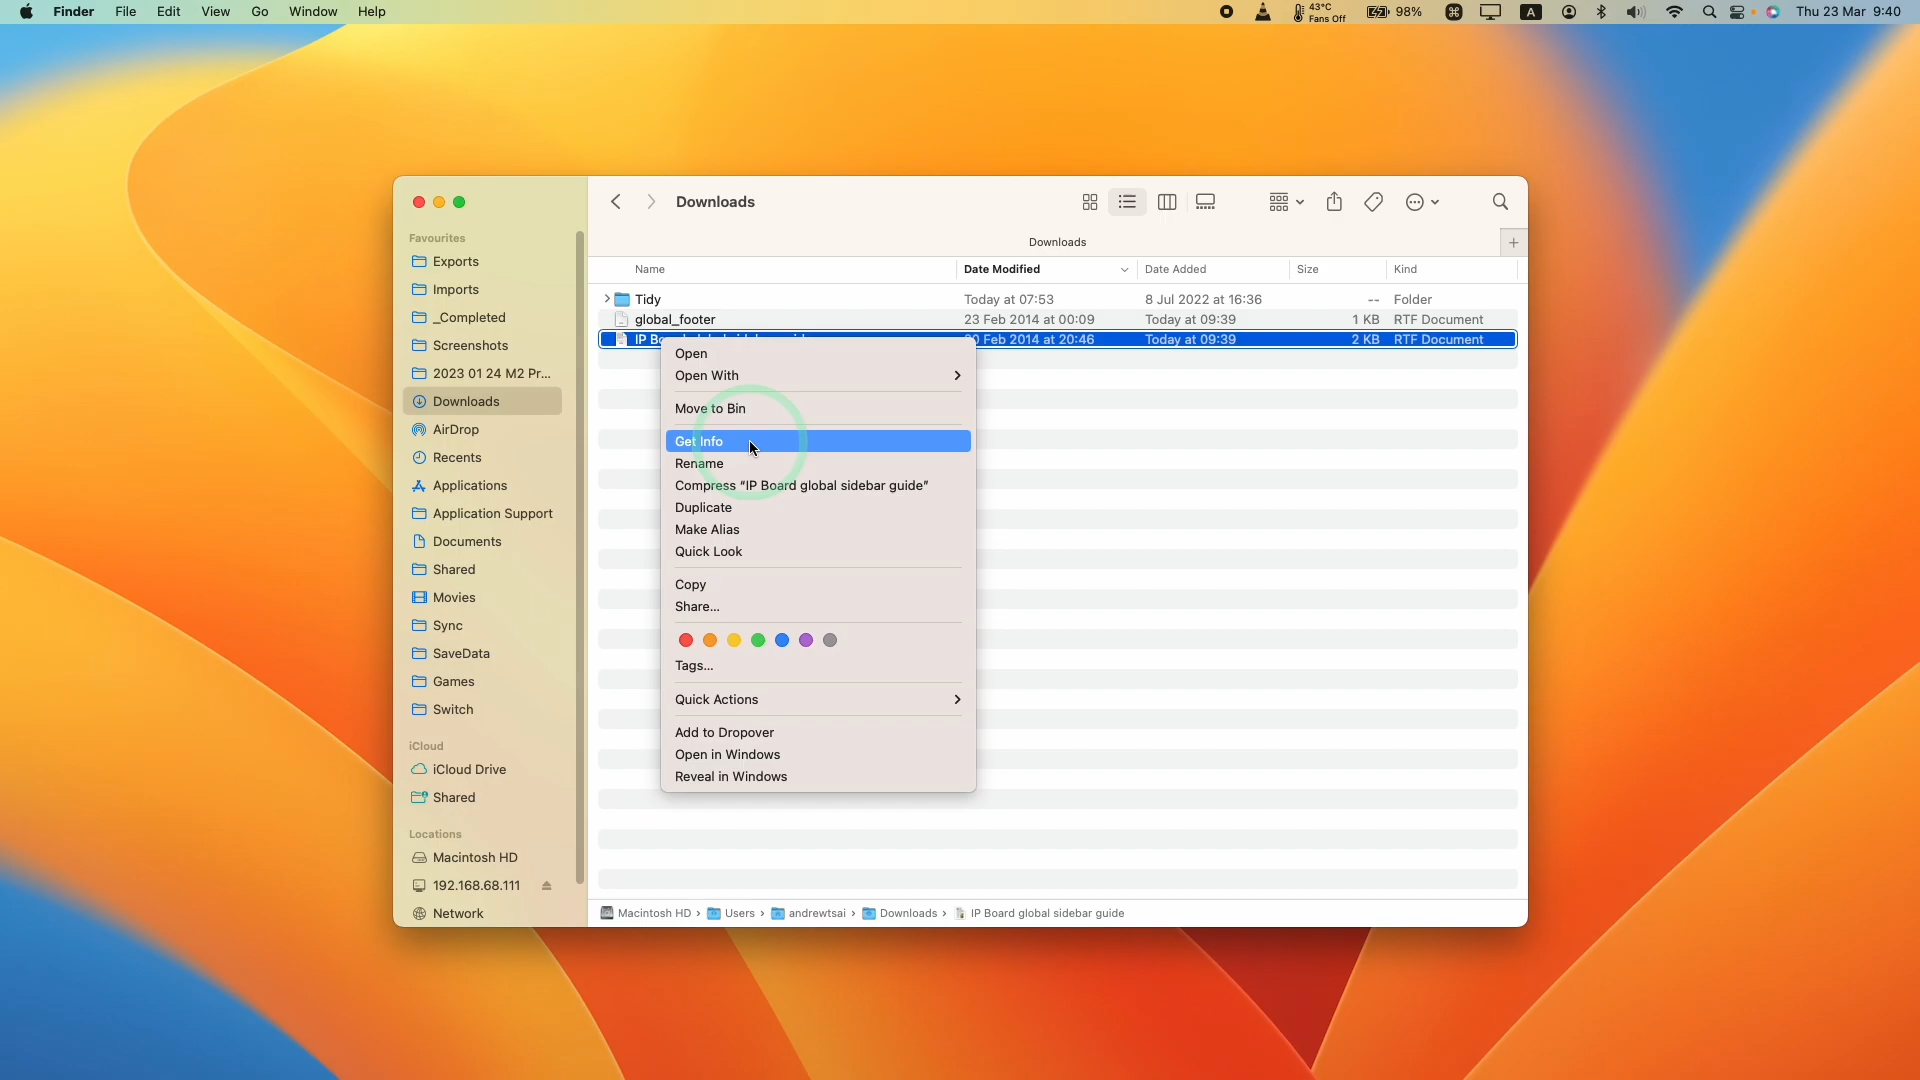 Finder File Edit View Go Window Help 43°C Fans Off 98% A Thu 23 Mar 9:40
Downloads
Downloads
Favourites
Exports
Imports
_Completed
Screenshots
2023 01 24 M2 Pr...
Downloads
AirDrop
Recents
Applications
Application Support
Documents
Shared
Movies
Sync
SaveData
Games
Switch
iCloud
iCloud Drive
Shared
Locations
Macintosh HD
192.168.68.111
Network
Name Date Modified Date Added Size Kind
Tidy Today at 07:53 8 Jul 2022 at 16:36 -- Folder
global_footer 23 Feb 2014 at 00:09 Today at 09:39 1 KB RTF Document
IP Feb 2014 at 20:46 Today at 09:39 2 KB RTF Document
Open
Open With
Move to Bin
Get Info
Rename
Compress “IP Board global sidebar guide”
Duplicate
Make Alias
Quick Look
Copy
Share...
Tags...
Quick Actions
Add to Dropover
Open in Windows
Reveal in Windows
Macintosh HD › Users › andrewtsai › Downloads › IP Board global sidebar guide